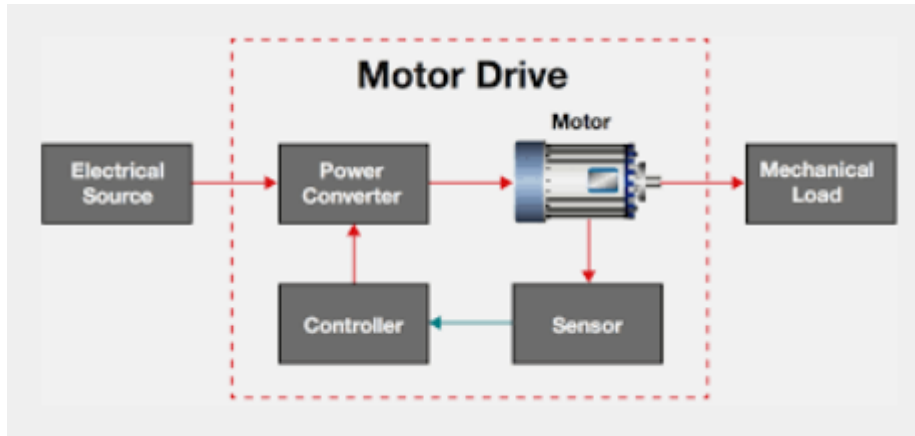 Motor Drive
Motor
Electrical
Source
Power
Converter
Mechanical
Load
Controller
Sensor